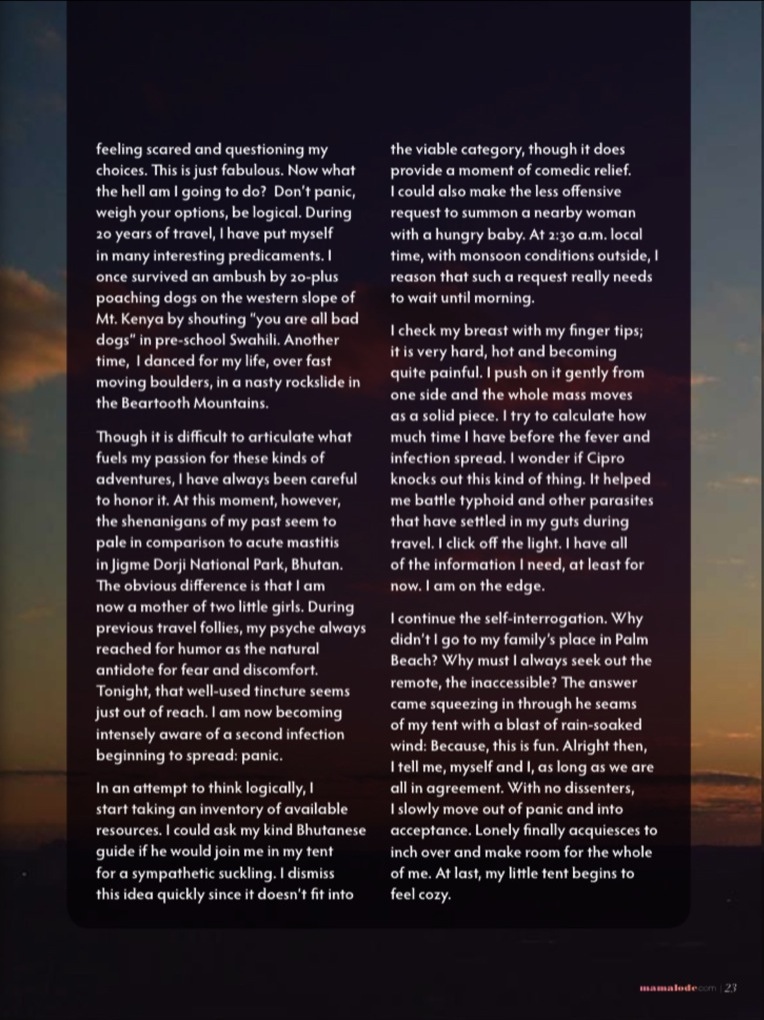 feeling scared and questioning my
choices. This is just fabulous. Now what
the hell am I going to do?  Don't panic,
weigh your options, be logical. During
20 years of travel, I have put myself
in many interesting predicaments. I
once survived an ambush by 20-plus
poaching dogs on the western slope of
Mt. Kenya by shouting "you are all bad
dogs" in pre-school Swahili. Another
time,  I danced for my life, over fast
moving boulders, in a nasty rockslide in
the Beartooth Mountains.
Though it is difficult to articulate what
fuels my passion for these kinds of
adventures, I have always been careful
to honor it. At this moment, however,
the shenanigans of my past seem to
pale in comparison to acute mastitis
in Jigme Dorji National Park, Bhutan.
The obvious difference is that I am
now a mother of two little girls. During
previous travel follies, my psyche always
reached for humor as the natural
antidote for fear and discomfort.
Tonight, that well-used tincture seems
just out of reach. I am now becoming
intensely aware of a second infection
beginning to spread: panic.
In an attempt to think logically, I
start taking an inventory of available
resources. I could ask my kind Bhutanese
guide if he would join me in my tent
for a sympathetic suckling. I dismiss
this idea quickly since it doesn't fit into
the viable category, though it does
provide a moment of comedic relief.
I could also make the less offensive
request to summon a nearby woman
with a hungry baby. At 2:30 a.m. local
time, with monsoon conditions outside, I
reason that such a request really needs
to wait until morning.
I check my breast with my finger tips;
it is very hard, hot and becoming
quite painful. I push on it gently from
one side and the whole mass moves
as a solid piece. I try to calculate how
much time I have before the fever and
infection spread. I wonder if Cipro
knocks out this kind of thing. It helped
me battle typhoid and other parasites
that have settled in my guts during
travel. I click off the light. I have all
of the information I need, at least for
now. I am on the edge.
I continue the self-interrogation. Why
didn't I go to my family's place in Palm
Beach? Why must I always seek out the
remote, the inaccessible? The answer
came squeezing in through he seams
of my tent with a blast of rain-soaked
wind: Because, this is fun. Alright then,
I tell me, myself and I, as long as we are
all in agreement. With no dissenters,
I slowly move out of panic and into
acceptance. Lonely finally acquiesces to
inch over and make room for the whole
of me. At last, my little tent begins to
feel cozy.
mamalode.com | 23